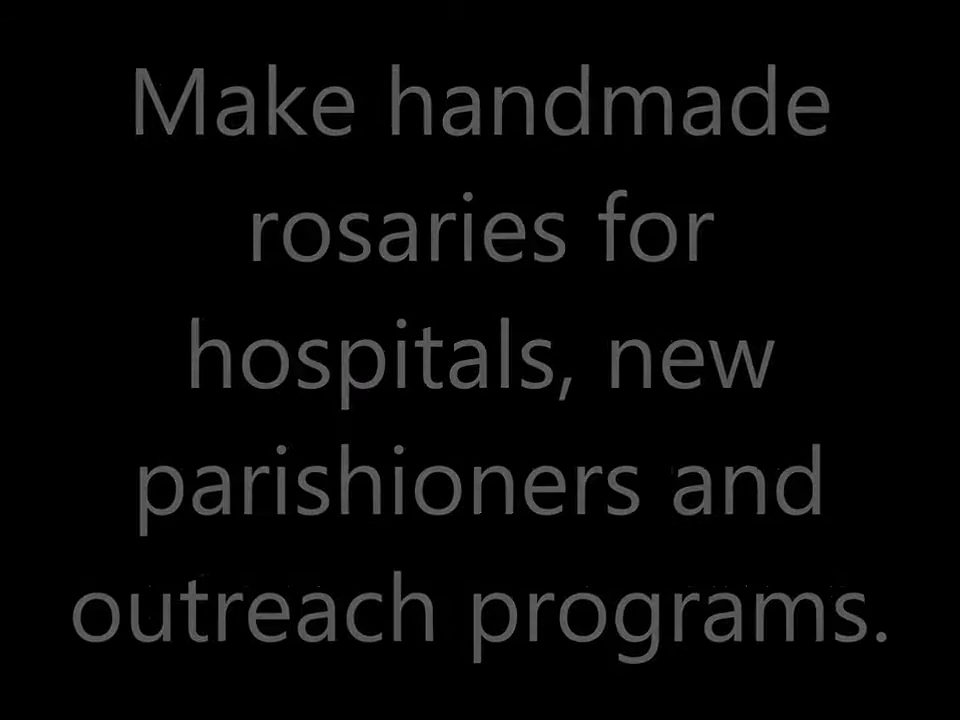 Make handmade
rosaries for
hospitals, new
parishioners and
outreach programs.